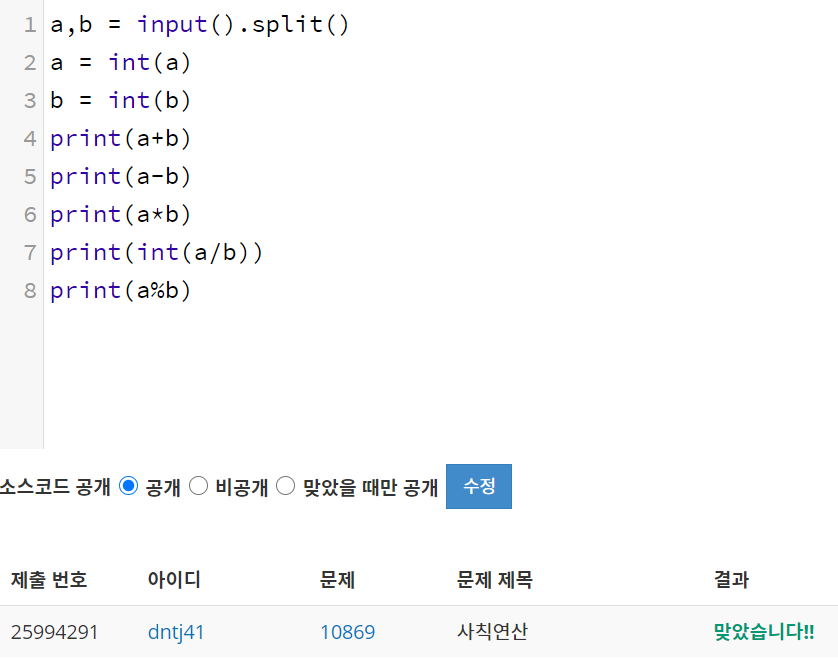 1 a,b = input().split()
2 a = int(a)
3 b = int(b)
4 print(a+b)
5 print(a-b)
6 print(a*b)
7 print(int(a/b))
8 print(a%b)
소스코드 공개 공개 비공개 맞았을 때만 공개 수정
제출 번호 아이디 문제 문제 제목 결과
25994291 dntj41 10869 사칙연산 맞았습니다!!